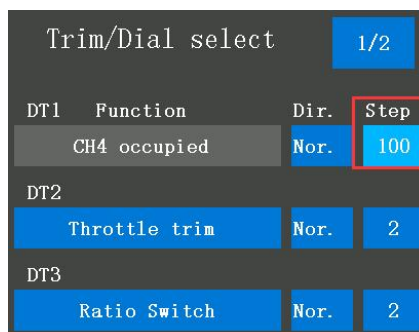 Trim/Dial select 1/2
DT1 Function Dir. Step
CH4 occupied Nor. 100
DT2
Throttle trim Nor. 2
DT3
Ratio Switch Nor. 2